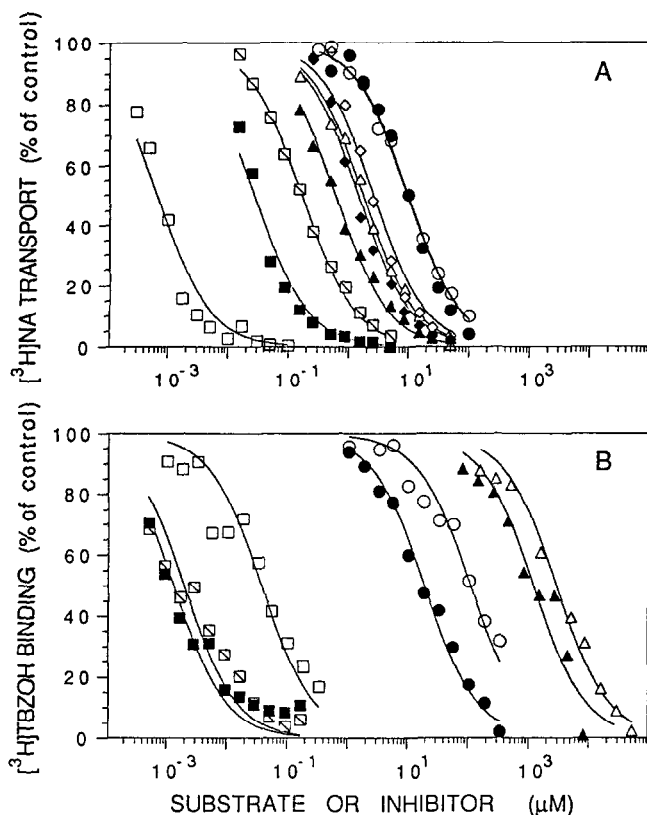 A
[³H]NA TRANSPORT (% of control)
100
80
60
40
20
0
10⁻³ 10⁻¹ 10¹ 10³
B
[³H]TBZOH BINDING (% of control)
100
80
60
40
20
0
10⁻³ 10⁻¹ 10¹ 10³
SUBSTRATE OR INHIBITOR (μM)